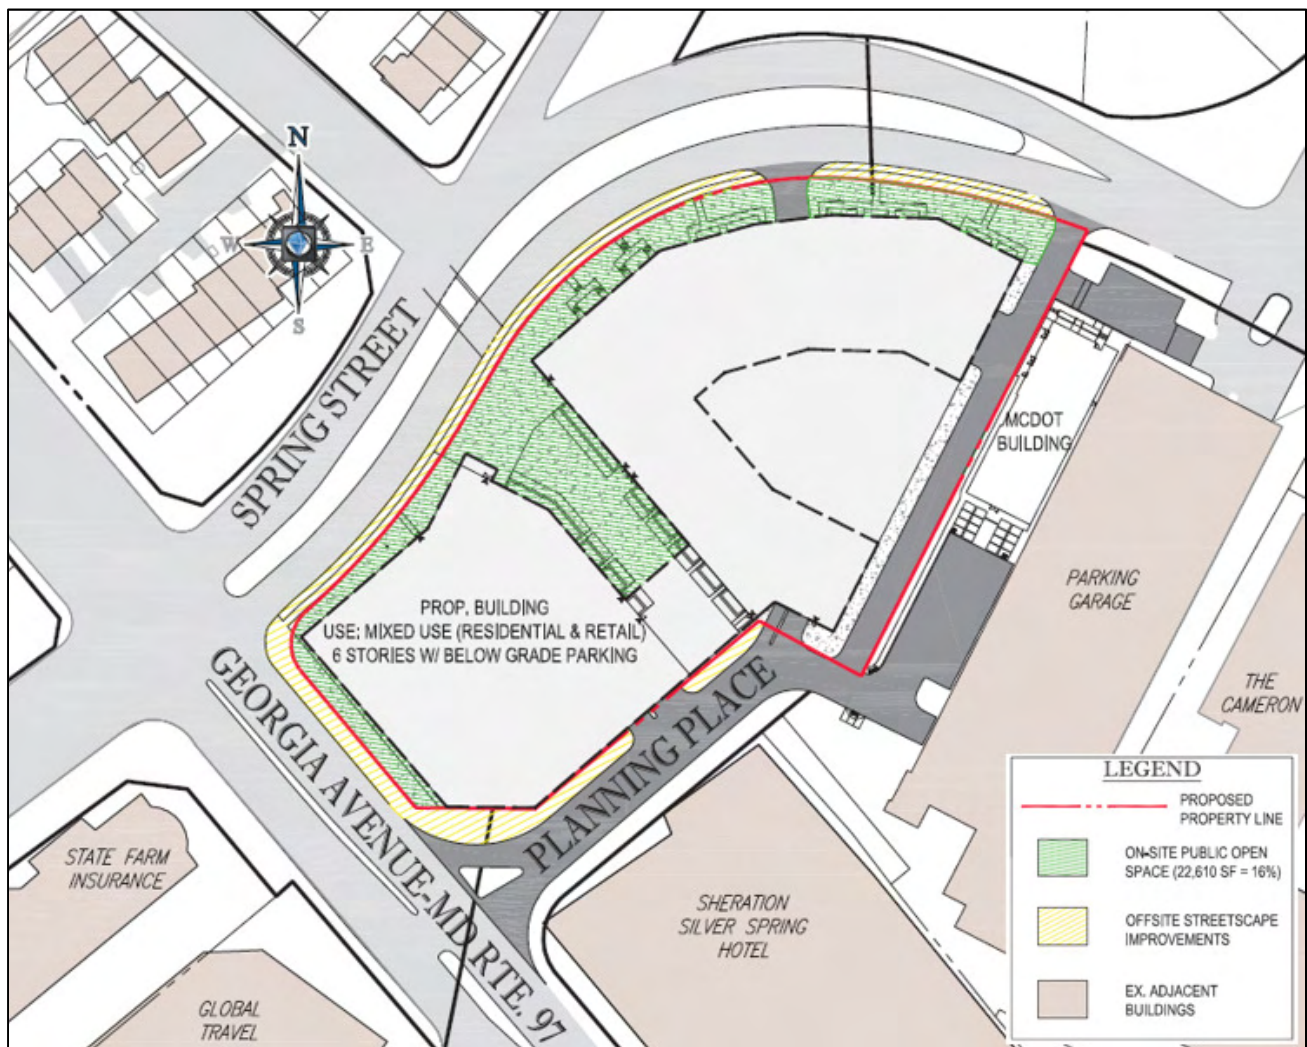 N
W
E
S
SPRING STREET
MCDOT
BUILDING
PARKING
GARAGE
PROP. BUILDING
USE: MIXED USE (RESIDENTIAL & RETAIL)
6 STORIES W/ BELOW GRADE PARKING
THE
CAMERON
GEORGIA AVENUE-MD RTE. 97
PLANNING PLACE
STATE FARM
INSURANCE
SHERATION
SILVER SPRING
HOTEL
GLOBAL
TRAVEL
LEGEND
PROPOSED
PROPERTY LINE
ON-SITE PUBLIC OPEN
SPACE (22,610 SF = 16%)
OFFSITE STREETSCAPE
IMPROVEMENTS
EX. ADJACENT
BUILDINGS